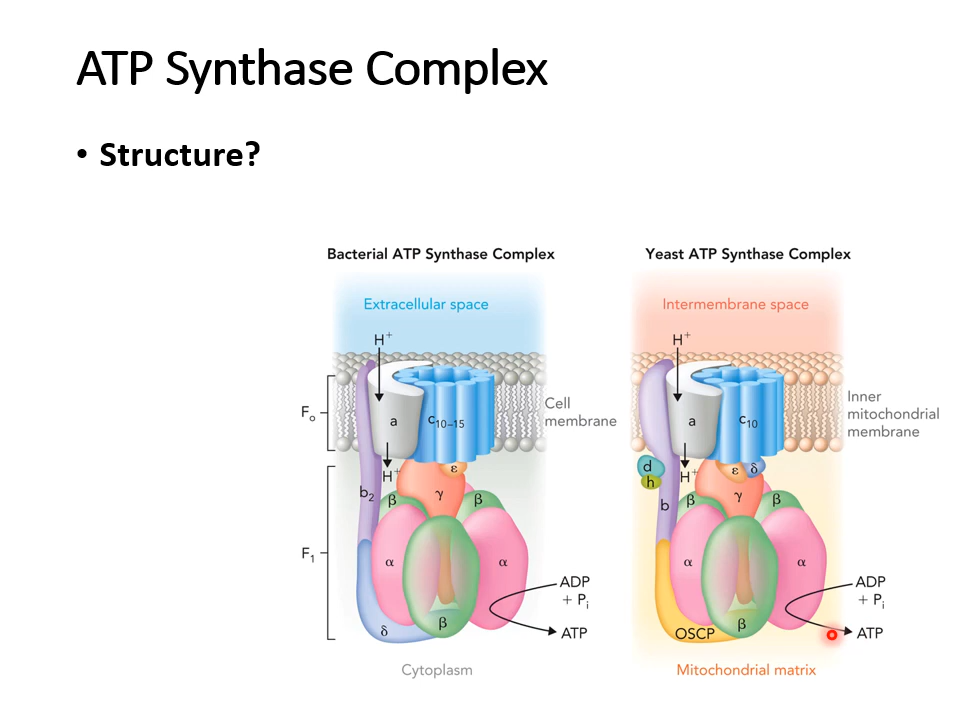 ATP Synthase Complex
• Structure?
Bacterial ATP Synthase Complex
Extracellular space
H⁺
Fₒ
a
c₁₀₋₁₅
Cell
membrane
H⁺
ε
b₂
β
γ
β
F₁
α
α
ADP
+ Pᵢ
β
δ
ATP
Cytoplasm
Yeast ATP Synthase Complex
Intermembrane space
H⁺
a
c₁₀
Inner
mitochondrial
membrane
d
h
H⁺
ε
δ
b
β
γ
β
α
α
ADP
+ Pᵢ
OSCP
β
ATP
Mitochondrial matrix